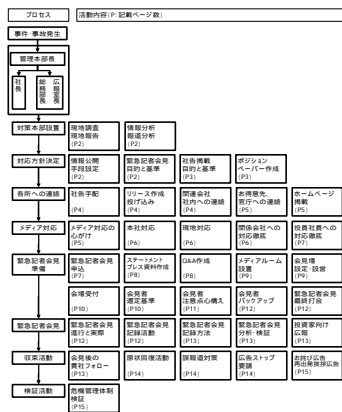 プロセス
活動内容(P:記載ページ数)
事件・事故発生
管理本部長
社長
総務部長
広報室長
対策本部設置
現地調査
現地報告
(P2)
情報分析
報道分析
(P2)
対応方針決定
情報公開
手段設定
(P2)
緊急記者会見
目的と基準
(P2)
社告掲載
目的と基準
(P3)
ポジション
ペーパー作成
(P3)
各所への連絡
社告手配
(P4)
リリース作成
投げ込み
(P4)
関連会社
社内への連絡
(P4)
お得意先、
官庁への連絡
(P5)
ホームページ
掲載
(P5)
メディア対応
メディア対応の
心がけ
(P5)
本社対応
(P6)
現地対応
(P6)
関係会社への
対応徹底
(P6)
役員社員への
対応徹底
(P7)
緊急記者会見
準備
緊急記者会見
申込
(P7)
ステートメント
プレス資料作成
(P8)
Q&A作成
(P8)
メディアルーム
設置
(P9)
会見場
設定・設営
(P9)
会場受付
(P10)
会見者
選定基準
(P10)
会見者
注意点心構え
(P11)
会見者
バックアップ
(P12)
緊急記者会見
最終打合
(P12)
緊急記者会見
緊急記者会見
進行と実際
(P12)
緊急記者会見
記録活動
(P12)
緊急記者会見
記録方法
(P13)
緊急記者会見
分析・検証
(P13)
投資家向け
広報
(P13)
収束活動
会見後の
貴社フォロー
(P13)
原状回復活動
(P14)
誤報道対策
(P14)
広告ストップ
要請
(P14)
お詫び広告
再出発挨拶広告
(P15)
検証活動
危機管理体制
検証
(P15)